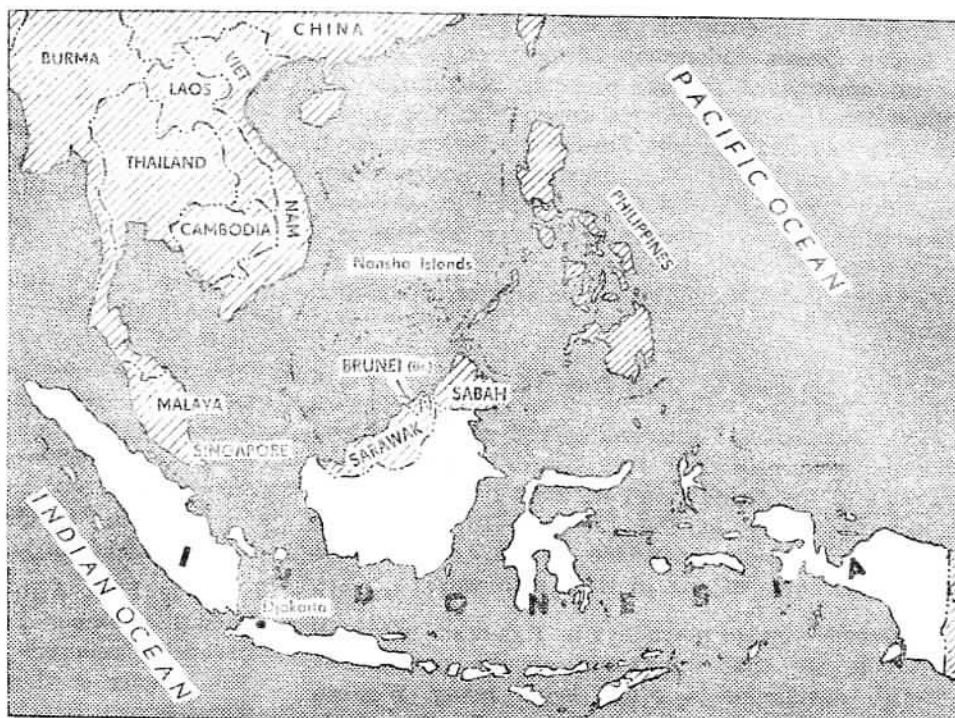 CHINA
BURMA
VIET
LAOS
THAILAND
NAM
CAMBODIA
PACIFIC OCEAN
PHILIPPINES
Nansha Islands
BRUNEI (Br.)
SABAH
MALAYA
SARAWAK
SINGAPORE
INDIAN OCEAN
I N D O N E S I A
Djakarta